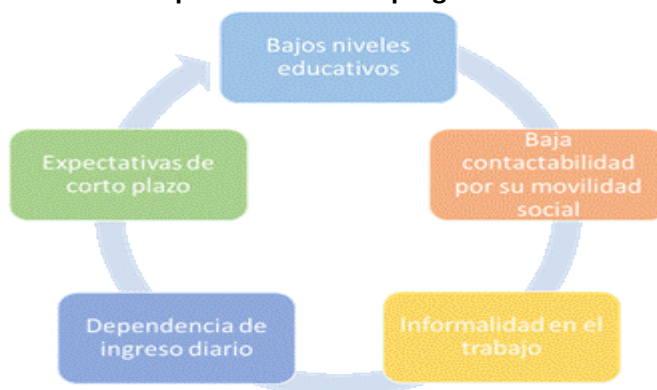 Bajos niveles
educativos
Baja
contactabilidad
por su movilidad
social
Informalidad en el
trabajo
Dependencia de
ingreso diario
Expectativas de
corto plazo